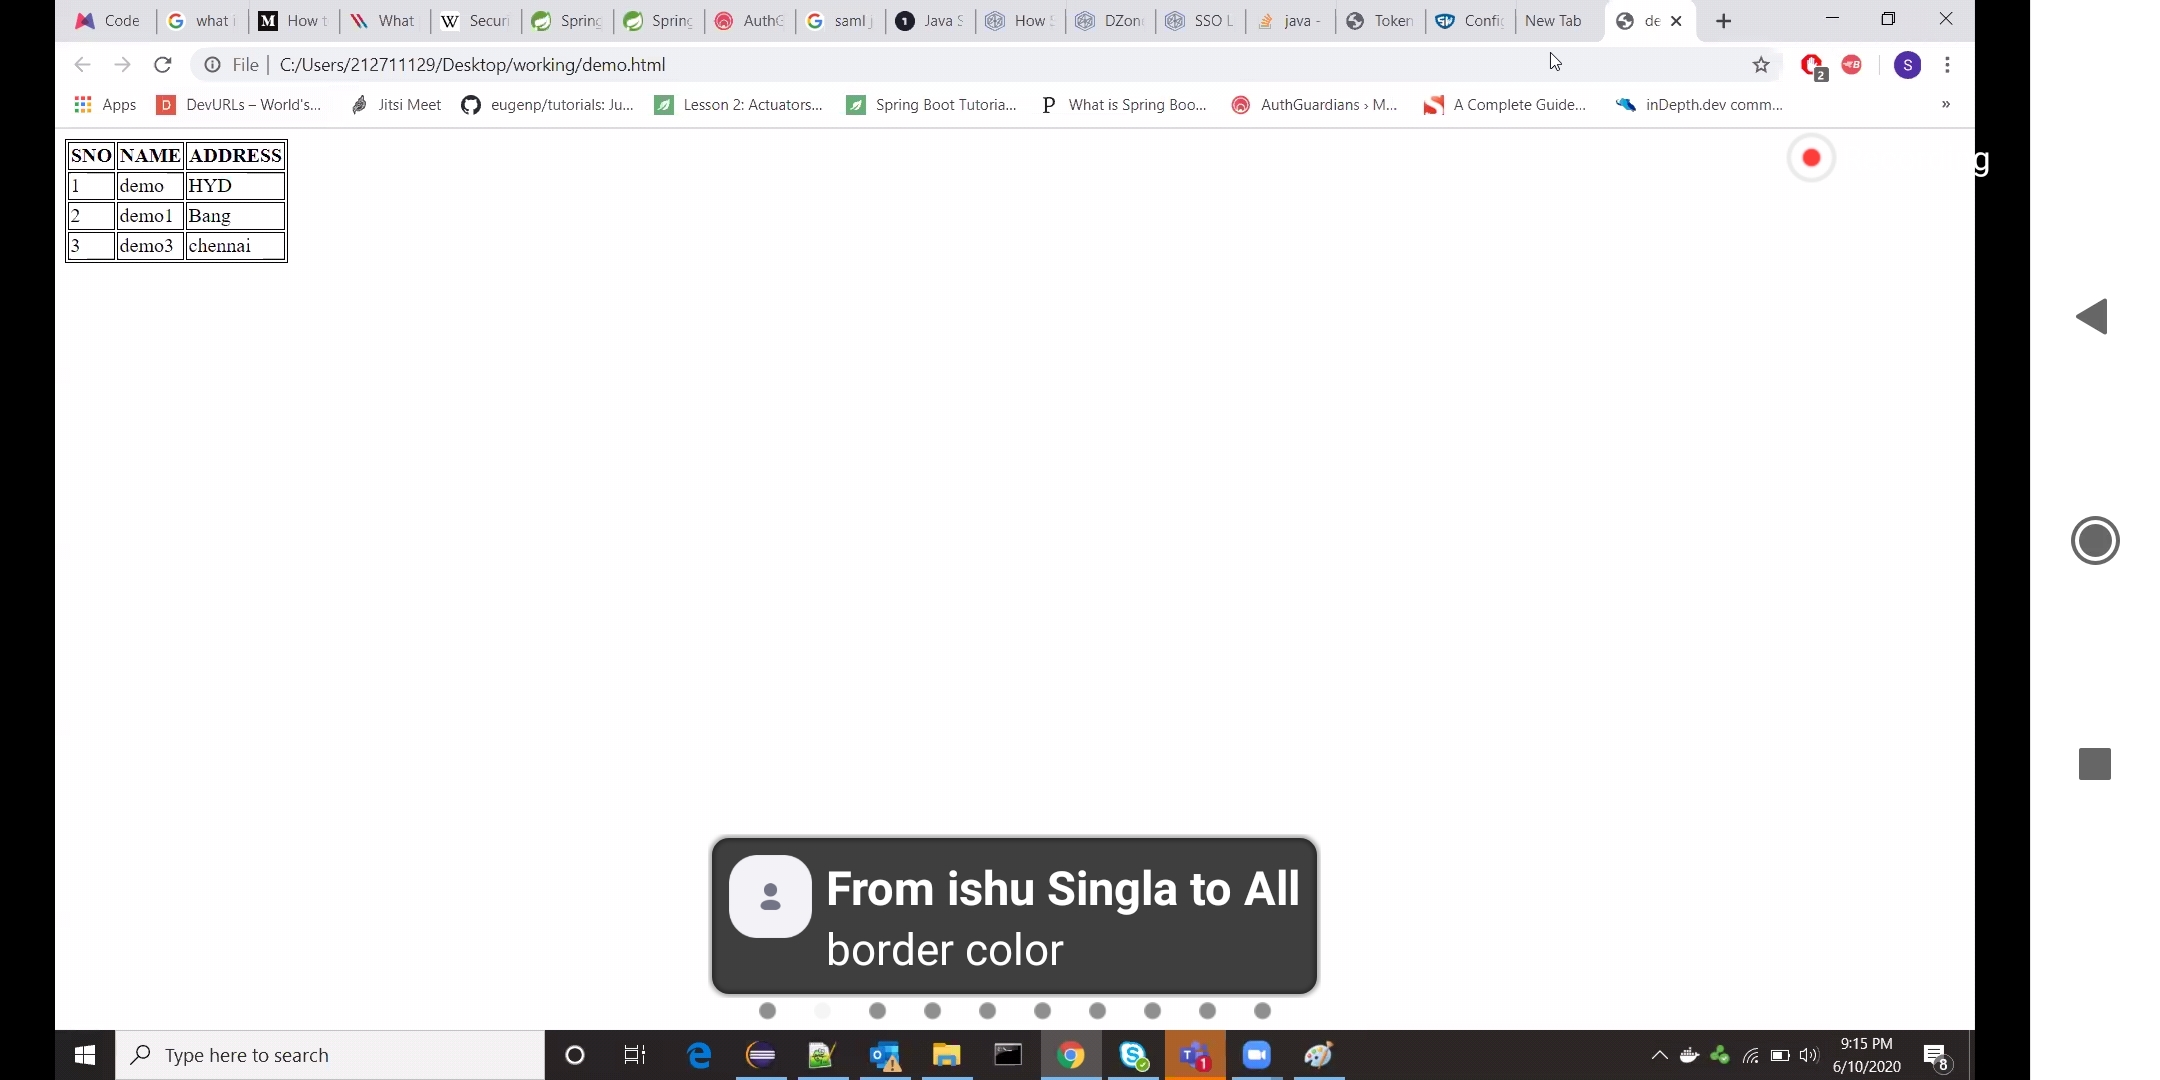 Code what i How t What Securi Spring Spring AuthG saml j Java S How S DZon SSO L java - Token Config New Tab de
File C:/Users/212711129/Desktop/working/demo.html 2 S
Apps DevURLs – World's... Jitsi Meet eugenp/tutorials: Ju... Lesson 2: Actuators... Spring Boot Tutoria... What is Spring Boo... AuthGuardians › M... A Complete Guide... inDepth.dev comm... »
SNO NAME ADDRESS
g
1 demo HYD
2 demo1 Bang
3 demo3 chennai
From ishu Singla to All
border color
Type here to search
9:15 PM
6/10/2020
8